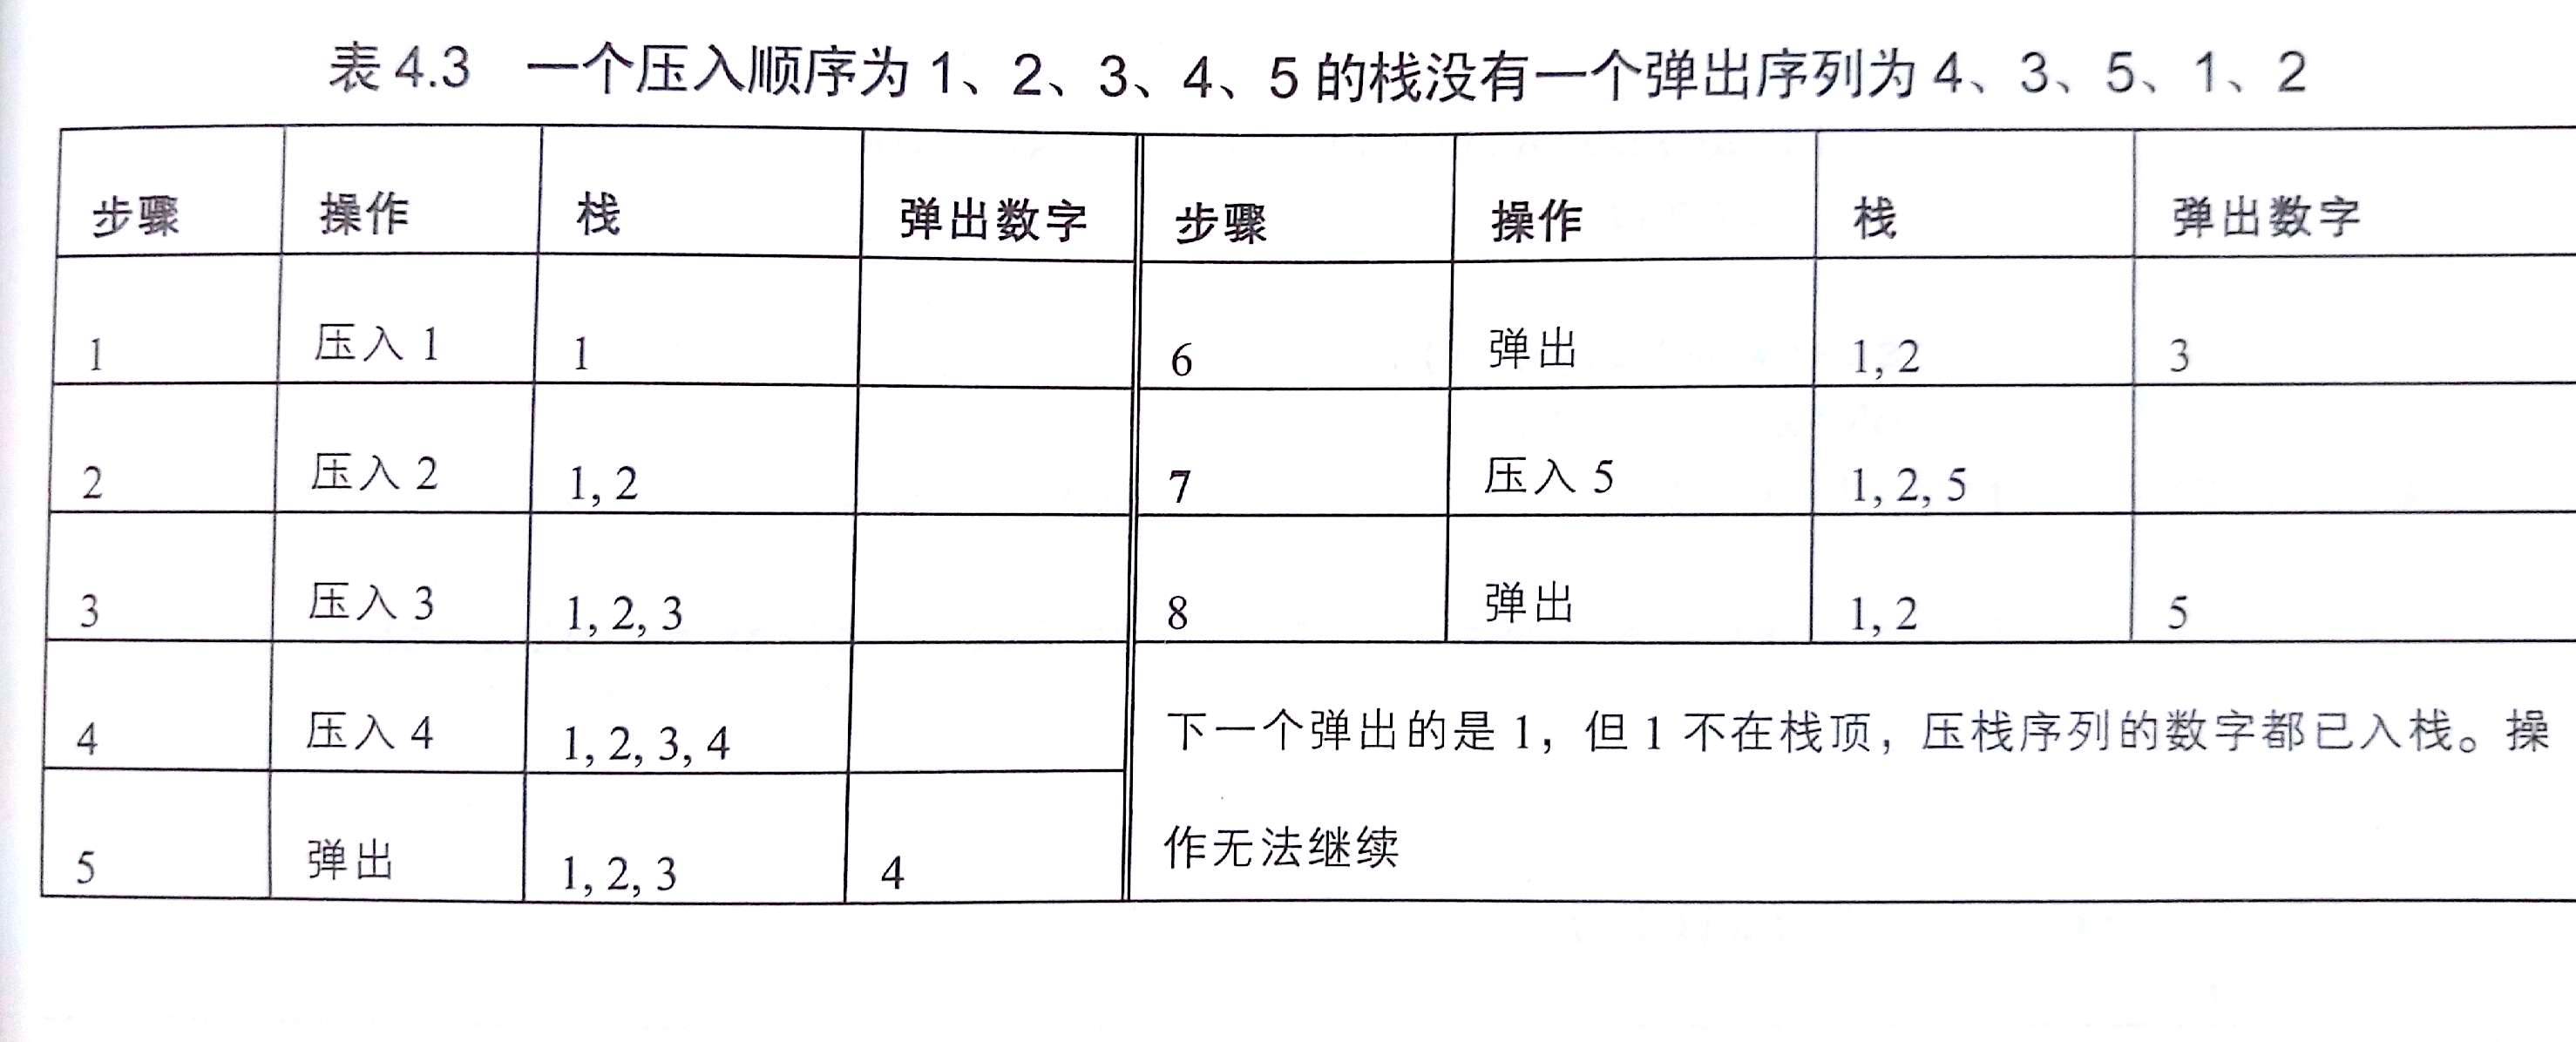 表 4.3 一个压入顺序为 1、2、3、4、5 的栈没有一个弹出序列为 4、3、5、1、2
步骤 操作 栈 弹出数字 步骤 操作 栈 弹出数字
1 压入 1 1 6 弹出 1, 2 3
2 压入 2 1, 2 7 压入 5 1, 2, 5
3 压入 3 1, 2, 3 8 弹出 1, 2 5
4 压入 4 1, 2, 3, 4 下一个弹出的是 1，但 1 不在栈顶，压栈序列的数字都已入栈。操
5 弹出 1, 2, 3 4 作无法继续